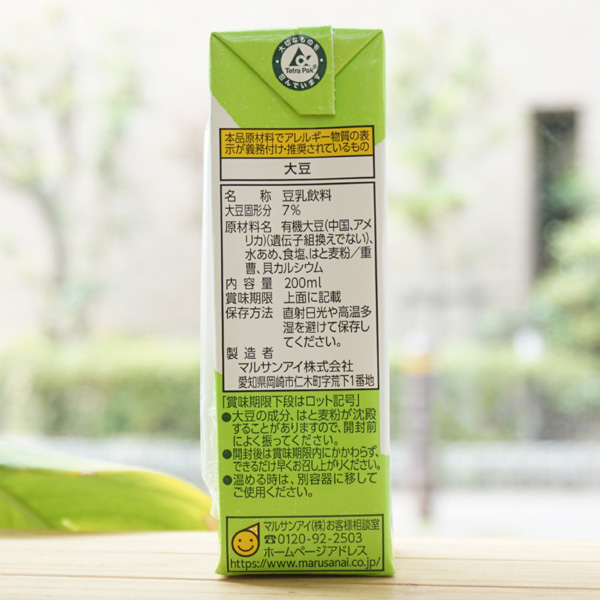 大切なものを
Tetra Pak®
包んでいます
本品原材料でアレルギー物質の表
示が義務付け・推奨されているもの
大豆
名 称 豆乳飲料
大豆固形分 7%
原材料名 有機大豆(中国、アメ
リカ)(遺伝子組換えでない)、
水あめ、食塩、はと麦粉/重
曹、貝カルシウム
内容量 200ml
賞味期限 上面に記載
保存方法 直射日光や高温多
湿を避けて保存し
てください。
製造者
マルサンアイ株式会社
愛知県岡崎市仁木町字荒下1番地
「賞味期限下段はロット記号」
●大豆の成分、はと麦粉が沈殿
することがありますので、開封前
によく振ってください。
●開封後は賞味期限内にかかわらず、
できるだけ早くお召し上がりください。
●温める時は、別容器に移して
ご使用ください。
マルサンアイ(株)お客様相談室
☎0120-92-2503
ホームページアドレス
https://www.marusanai.co.jp/